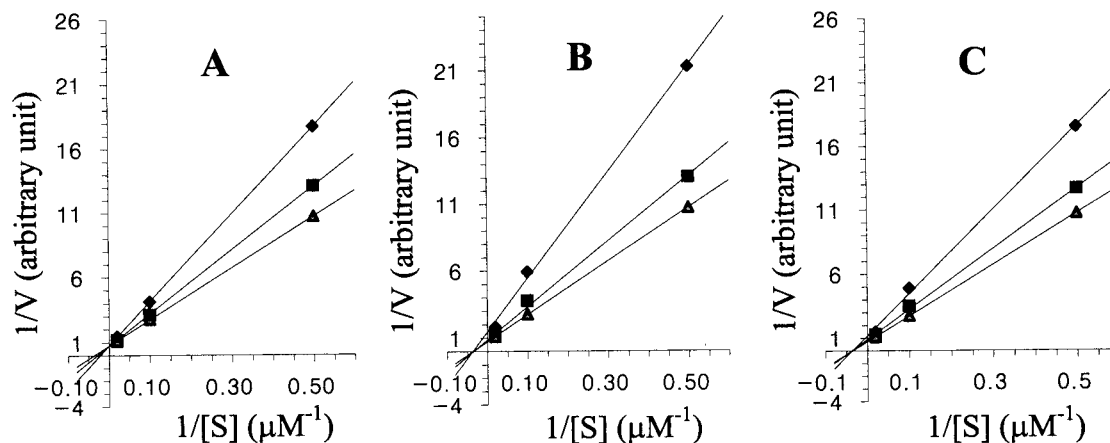 A
1/V (arbitrary unit)
26
21
16
11
6
1
−4
−0.10 0.10 0.30 0.50
1/[S] (μM⁻¹)
B
1/V (arbitrary unit)
26
21
16
11
6
1
−4
−0.10 0.10 0.30 0.50
1/[S] (μM⁻¹)
C
1/V (arbitrary unit)
26
21
16
11
6
1
−4
−0.10 0.1 0.3 0.5
1/[S] (μM⁻¹)